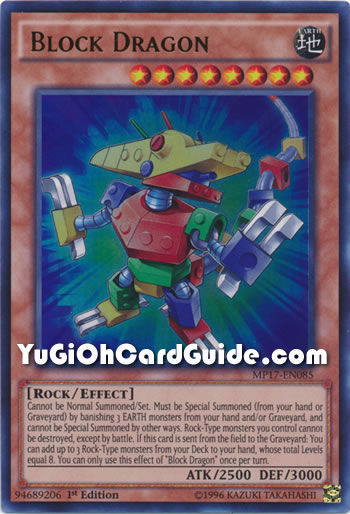 BLOCK DRAGON
EARTH
地
YuGiOhCardGuide.com
MP17-EN085
[ROCK/EFFECT]
Cannot be Normal Summoned/Set. Must be Special Summoned (from your hand or
Graveyard) by banishing 3 EARTH monsters from your hand and/or Graveyard, and
cannot be Special Summoned by other ways. Rock-Type monsters you control cannot
be destroyed, except by battle. If this card is sent from the field to the Graveyard: You
can add up to 3 Rock-Type monsters from your Deck to your hand, whose total Levels
equal 8. You can only use this effect of "Block Dragon" once per turn.
ATK/2500 DEF/3000
94689206 1st Edition ©1996 KAZUKI TAKAHASHI